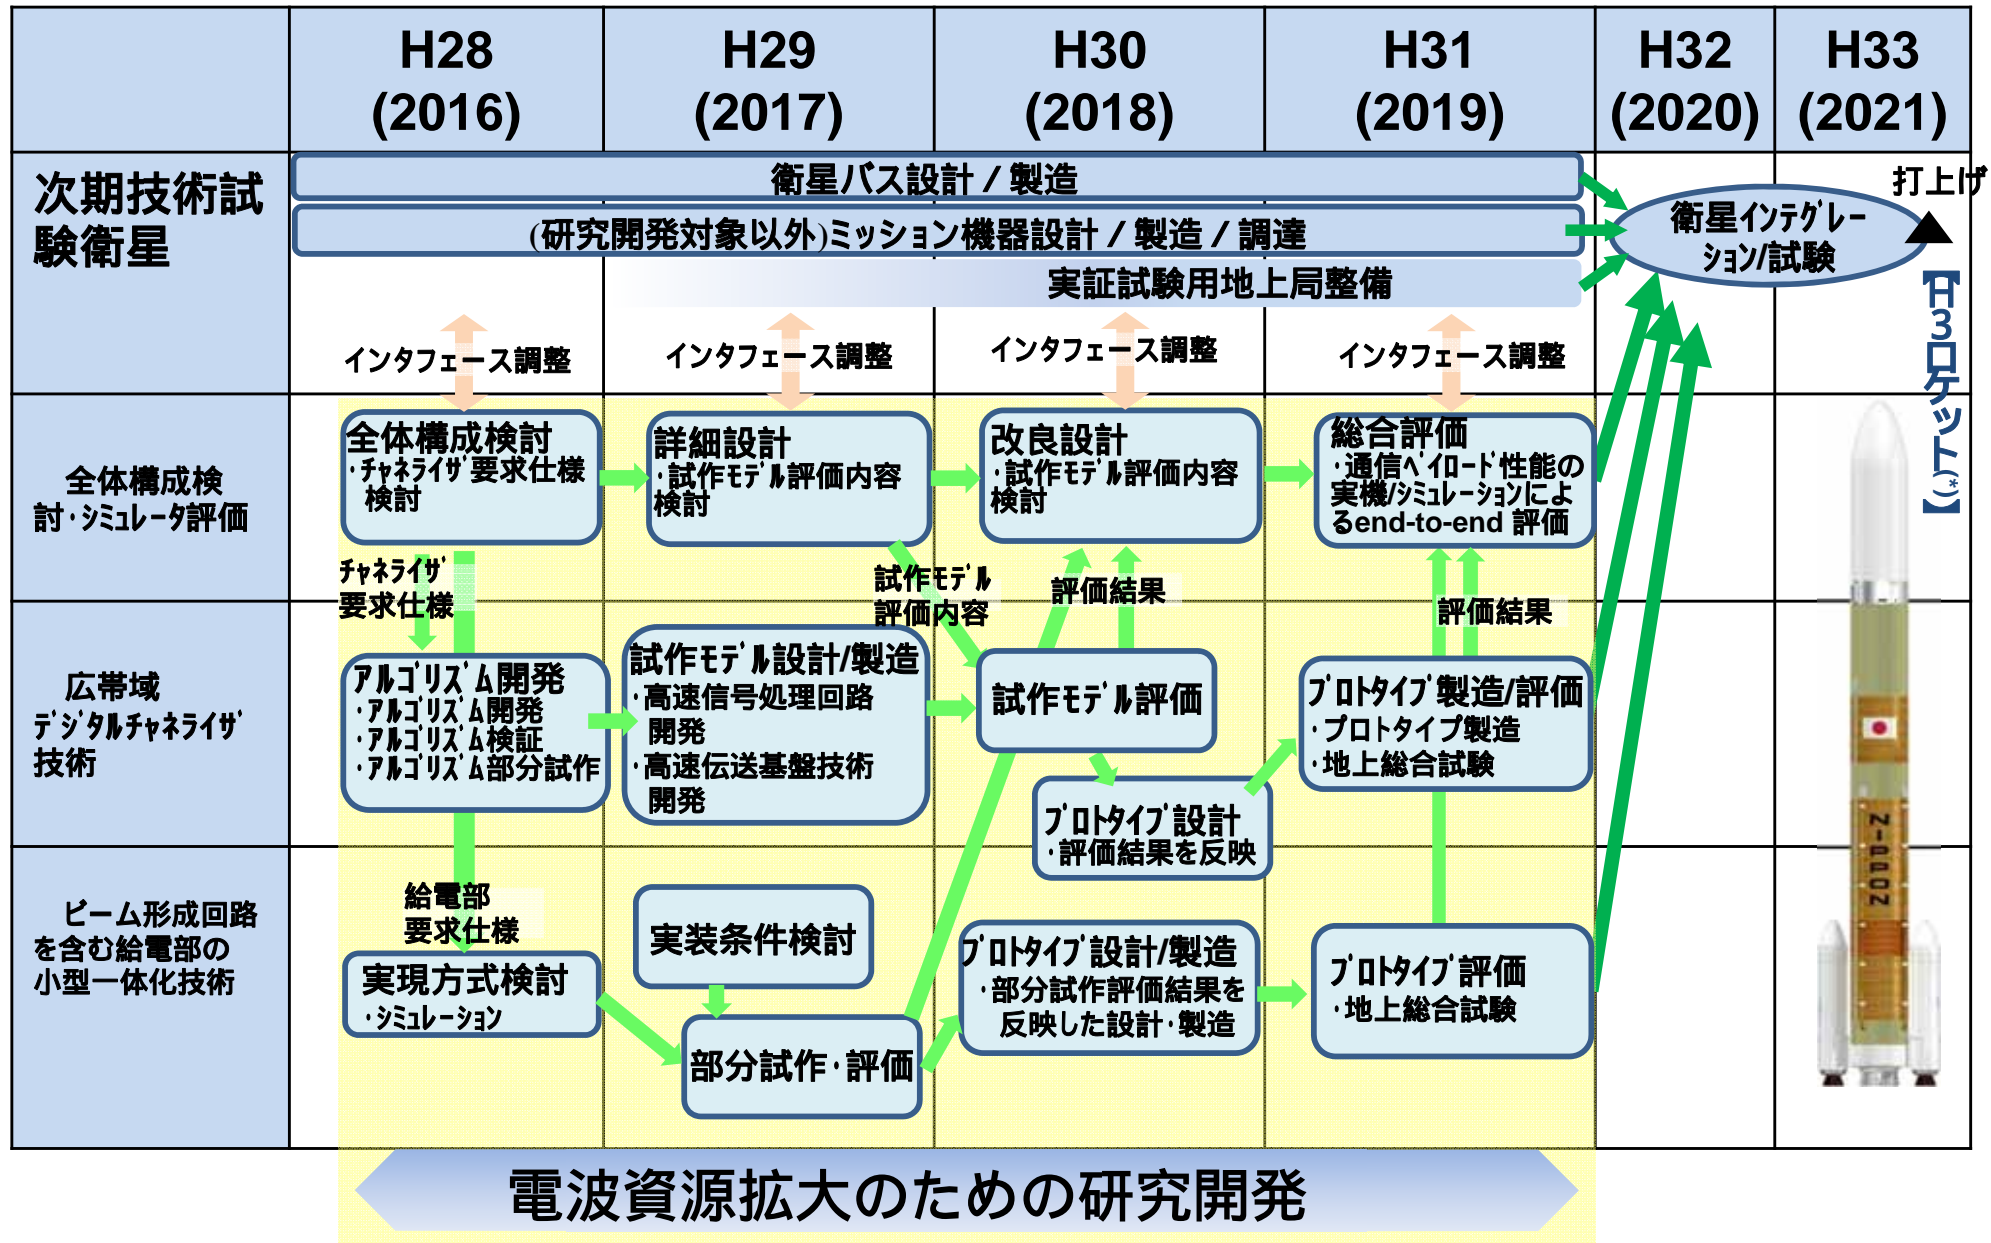 H28
(2016)
H29
(2017)
H30
(2018)
H31
(2019)
H32
(2020)
H33
(2021)
次期技術試
験衛星
衛星バス設計 / 製造
(研究開発対象以外)ミッション機器設計 / 製造 / 調達
実証試験用地上局整備
衛星ｲﾝﾃｸﾞﾚｰ
ｼｮﾝ/試験
打上げ
【H3ロケット(*)】
インタフェース調整
インタフェース調整
インタフェース調整
インタフェース調整
全体構成検
討・ｼﾐｭﾚｰﾀ評価
全体構成検討
・ﾁｬﾈﾗｲｻﾞ要求仕様
検討
詳細設計
・試作ﾓﾃﾞﾙ評価内容
検討
改良設計
・試作ﾓﾃﾞﾙ評価内容
検討
総合評価
・通信ﾍﾟｲﾛｰﾄﾞ性能の
実機/ｼﾐｭﾚｰｼｮﾝによ
るend-to-end 評価
ﾁｬﾈﾗｲｻﾞ
要求仕様
試作ﾓﾃﾞﾙ
評価内容
評価結果
評価結果
広帯域
ﾃﾞｼﾞﾀﾙﾁｬﾈﾗｲｻﾞ
技術
ｱﾙｺﾞﾘｽﾞﾑ開発
・ｱﾙｺﾞﾘｽﾞﾑ開発
・ｱﾙｺﾞﾘｽﾞﾑ検証
・ｱﾙｺﾞﾘｽﾞﾑ部分試作
試作ﾓﾃﾞﾙ設計/製造
・高速信号処理回路
開発
・高速伝送基盤技術
開発
試作ﾓﾃﾞﾙ評価
ﾌﾟﾛﾄﾀｲﾌﾟ設計
・評価結果を反映
ﾌﾟﾛﾄﾀｲﾌﾟ製造/評価
・プロトタイプ製造
・地上総合試験
ビーム形成回路
を含む給電部の
小型一体化技術
給電部
要求仕様
実現方式検討
・ｼﾐｭﾚｰｼｮﾝ
実装条件検討
部分試作・評価
ﾌﾟﾛﾄﾀｲﾌﾟ設計/製造
・部分試作評価結果を
反映した設計・製造
ﾌﾟﾛﾄﾀｲﾌﾟ評価
・地上総合試験
NIPPON
電波資源拡大のための研究開発